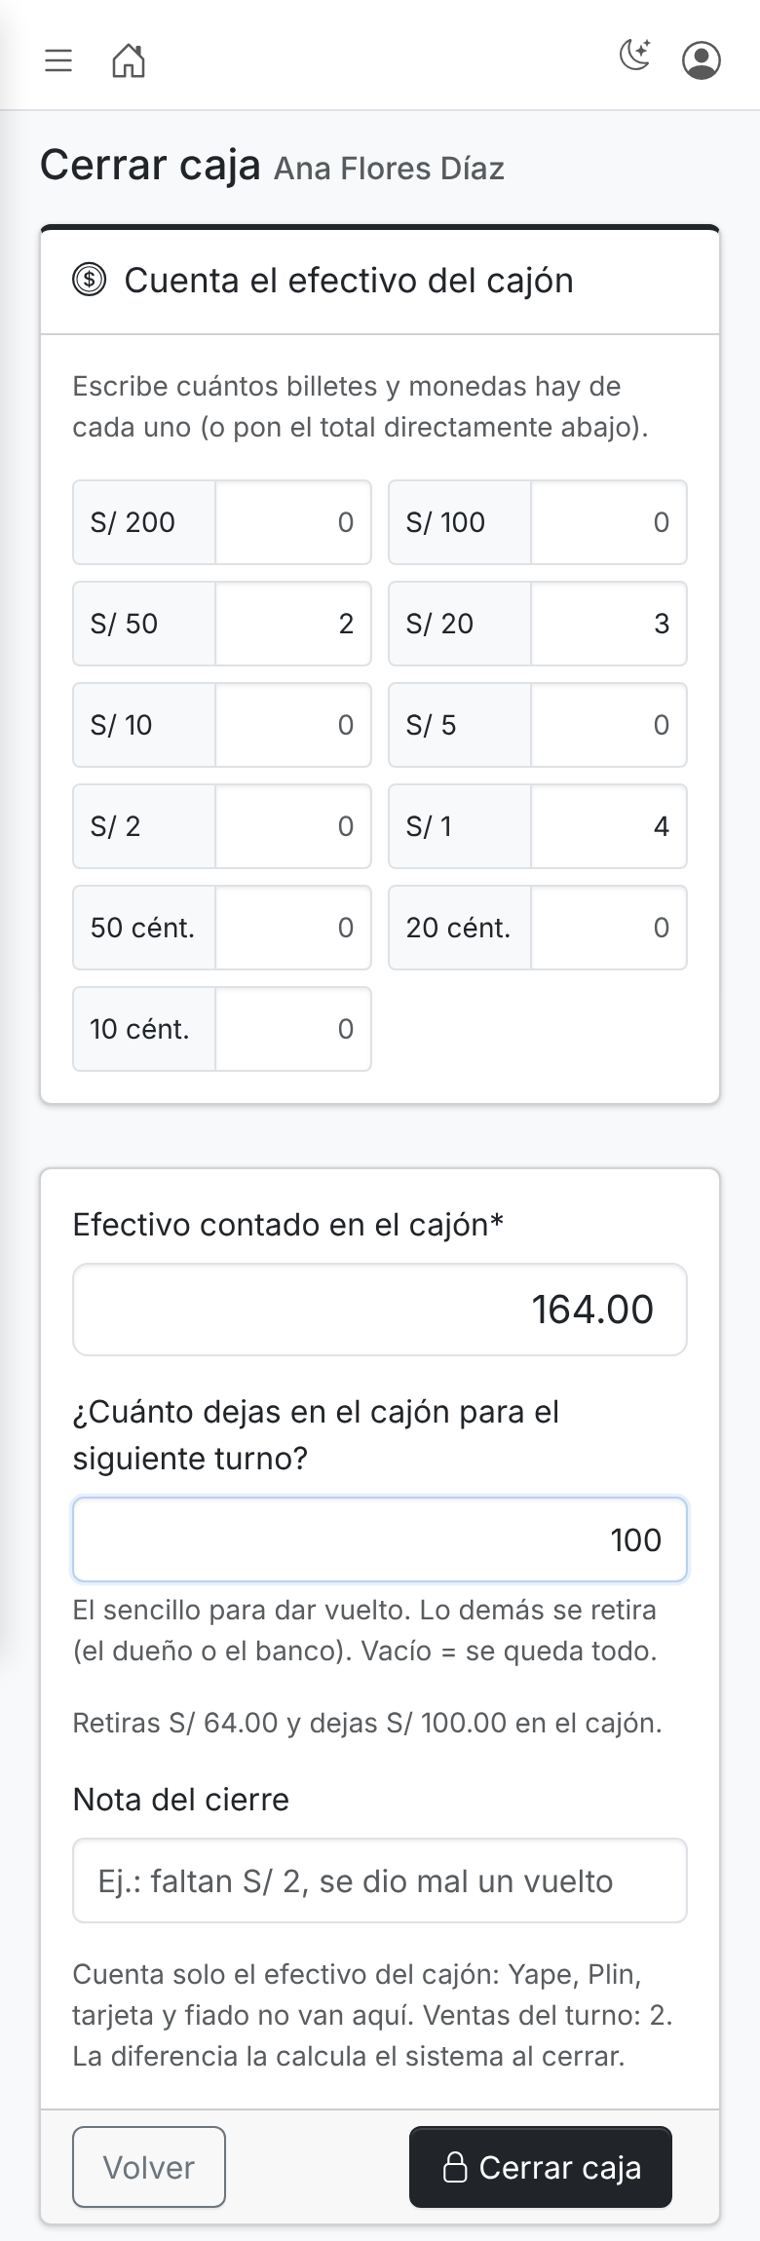 Cerrar caja Ana Flores Díaz
Cuenta el efectivo del cajón
Escribe cuántos billetes y monedas hay de
cada uno (o pon el total directamente abajo).
S/ 200 0 S/ 100 0
S/ 50 2 S/ 20 3
S/ 10 0 S/ 5 0
S/ 2 0 S/ 1 4
50 cént. 0 20 cént. 0
10 cént. 0
Efectivo contado en el cajón*
164.00
¿Cuánto dejas en el cajón para el
siguiente turno?
100
El sencillo para dar vuelto. Lo demás se retira
(el dueño o el banco). Vacío = se queda todo.
Retiras S/ 64.00 y dejas S/ 100.00 en el cajón.
Nota del cierre
Ej.: faltan S/ 2, se dio mal un vuelto
Cuenta solo el efectivo del cajón: Yape, Plin,
tarjeta y fiado no van aquí. Ventas del turno: 2.
La diferencia la calcula el sistema al cerrar.
Volver Cerrar caja